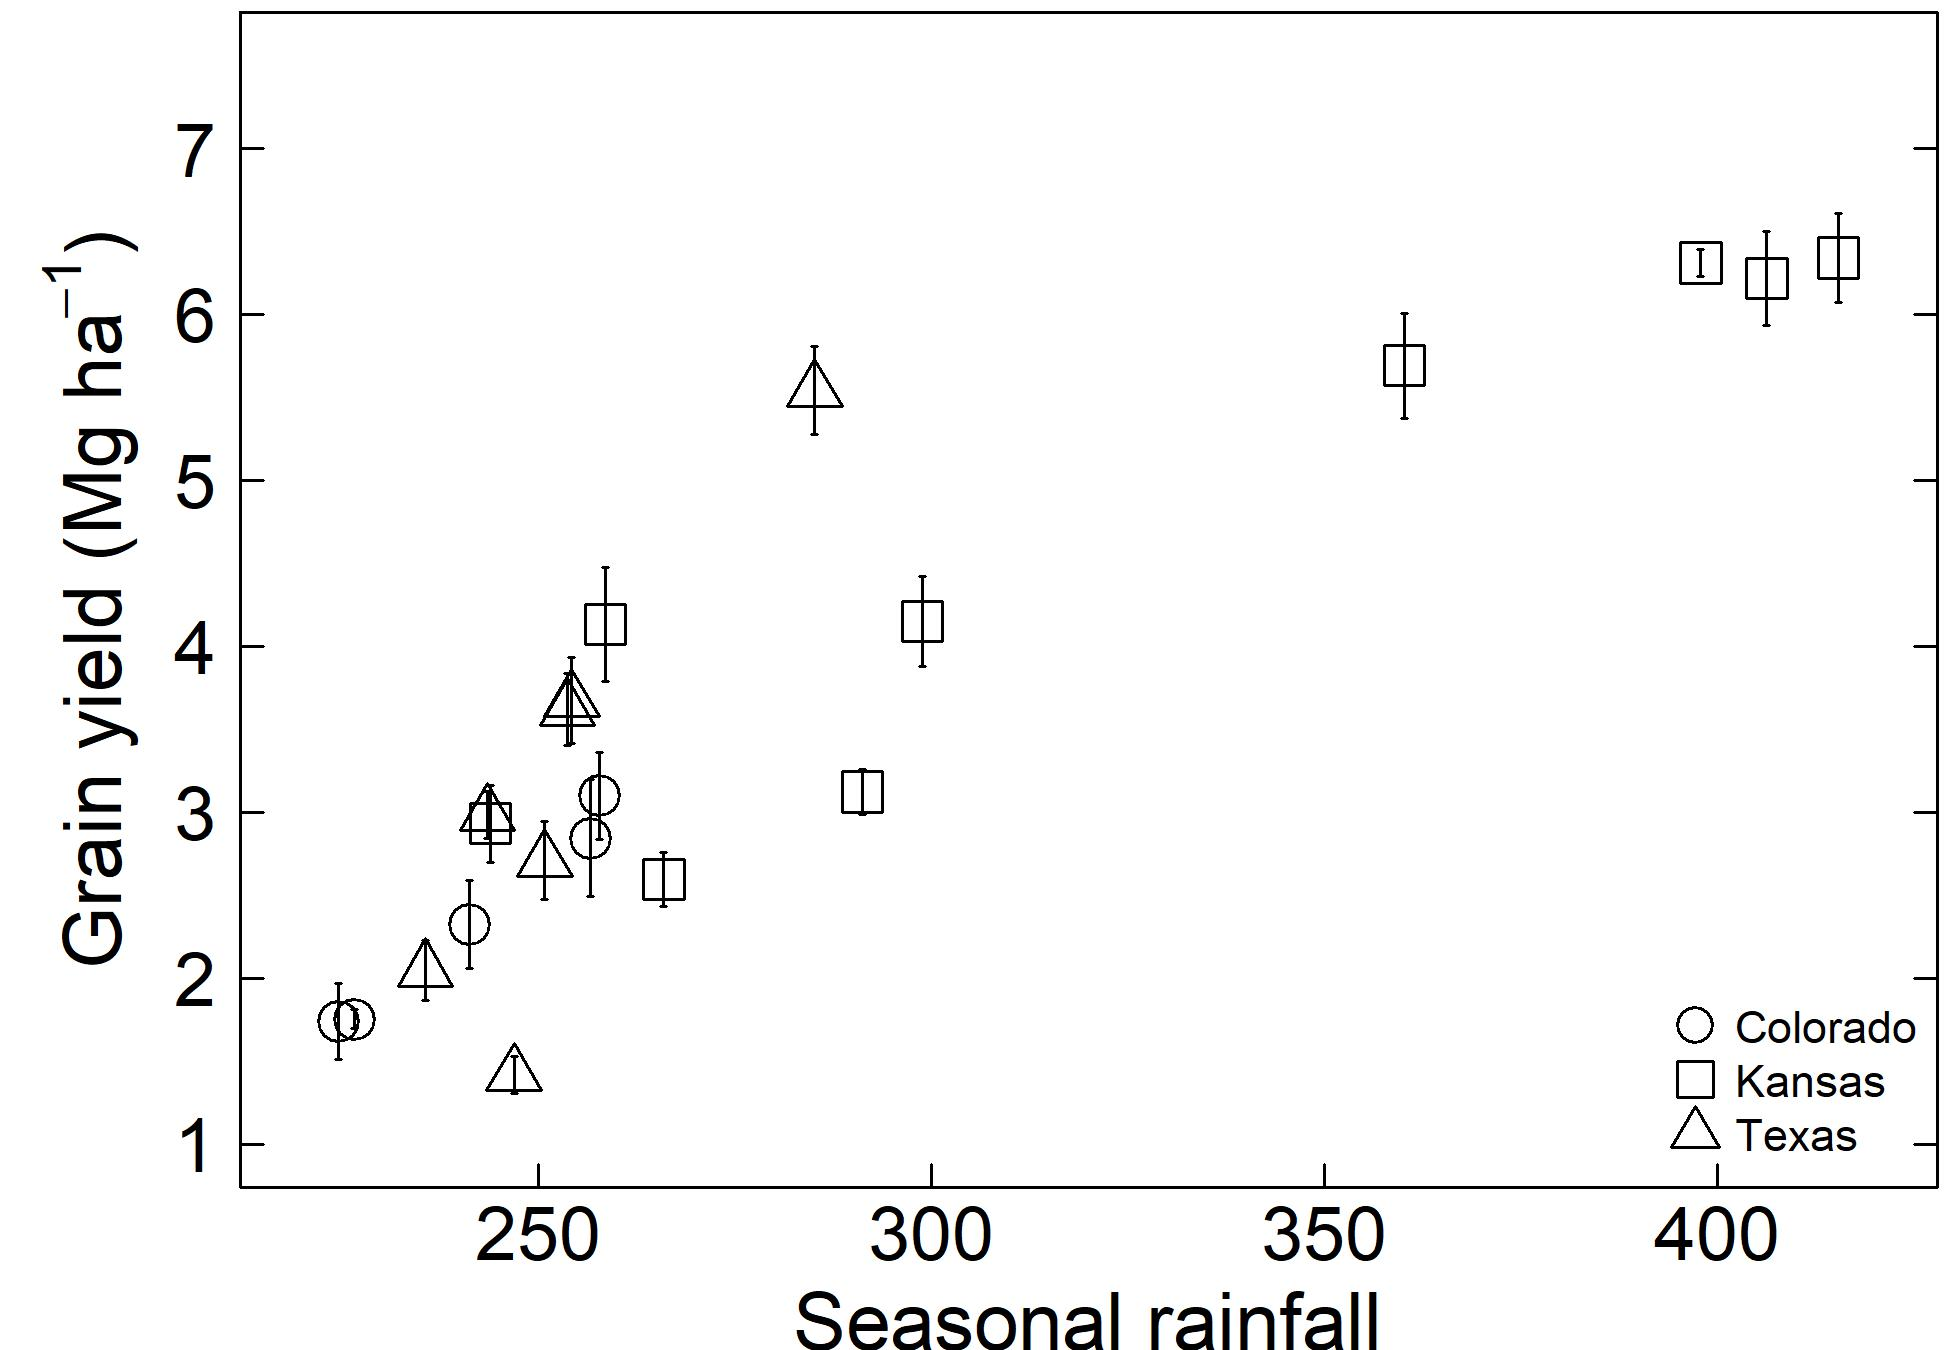 Grain yield (Mg ha⁻¹)
7
6
5
4
3
2
1
250 300 350 400
Seasonal rainfall
Colorado
Kansas
Texas